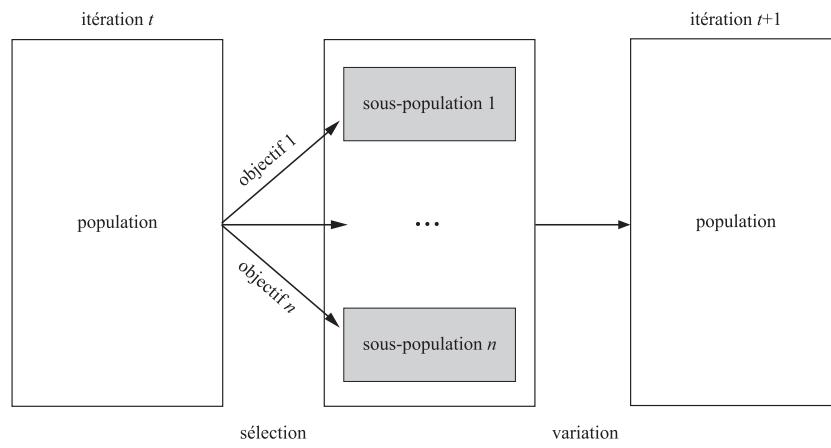 itération t
itération t+1
sous-population 1
objectif 1
population
...
population
objectif n
sous-population n
sélection
variation